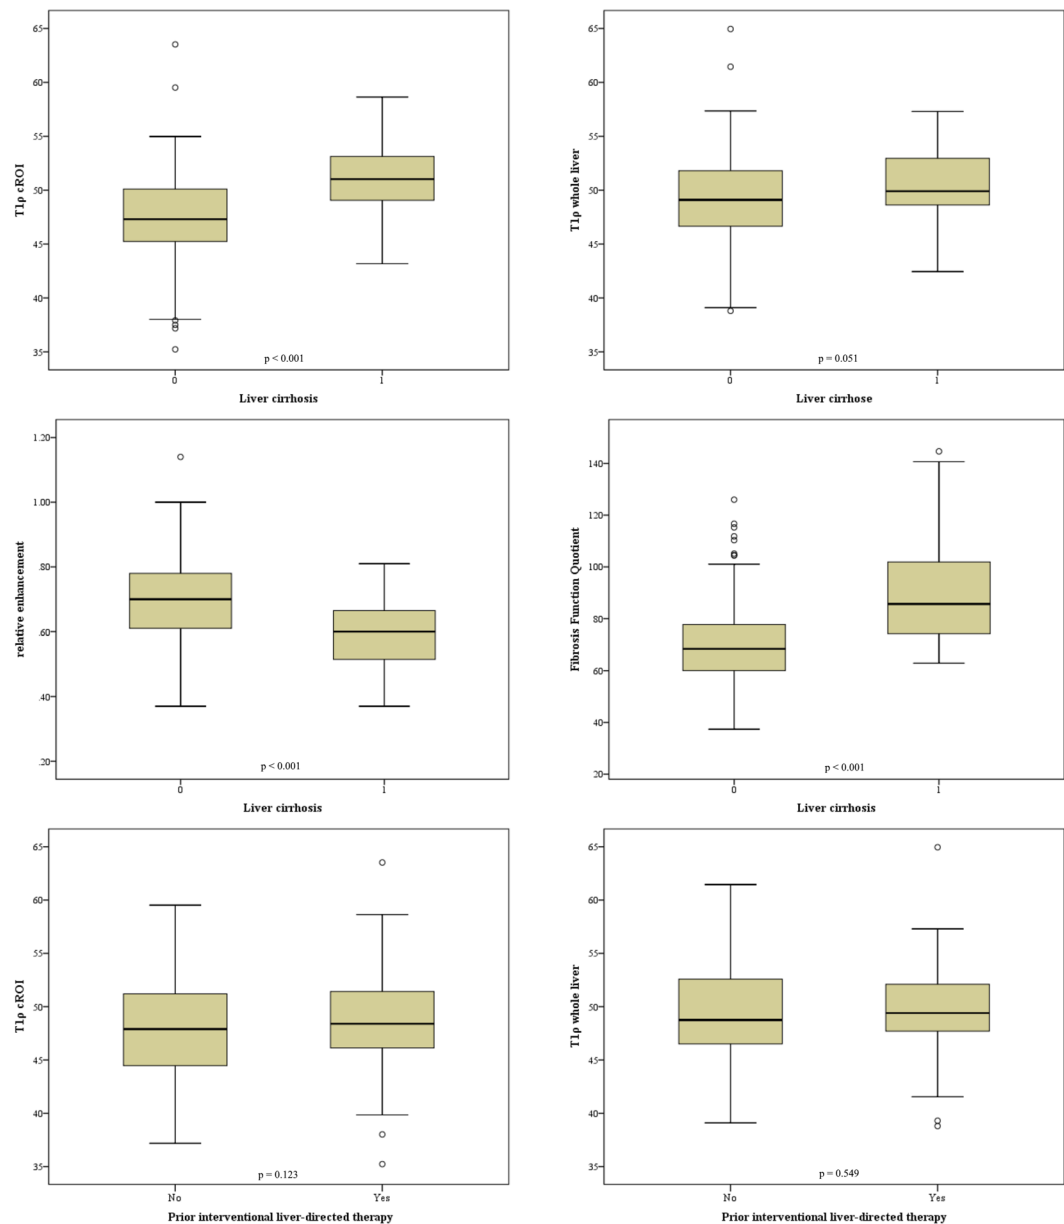 65
60
55
50
45
40
35
T1ρ cROI
p < 0.001
0 1
Liver cirrhosis
65
60
55
50
45
40
35
T1ρ whole liver
p = 0.051
0 1
Liver cirrhose
1.20
1.00
.80
.60
.40
.20
relative enhancement
p < 0.001
0 1
Liver cirrhosis
140
120
100
80
60
40
20
Fibrosis Function Quotient
p < 0.001
0 1
Liver cirrhosis
65
60
55
50
45
40
35
T1ρ cROI
p = 0.123
No Yes
Prior interventional liver-directed therapy
65
60
55
50
45
40
35
T1ρ whole liver
p = 0.549
No Yes
Prior interventional liver-directed therapy